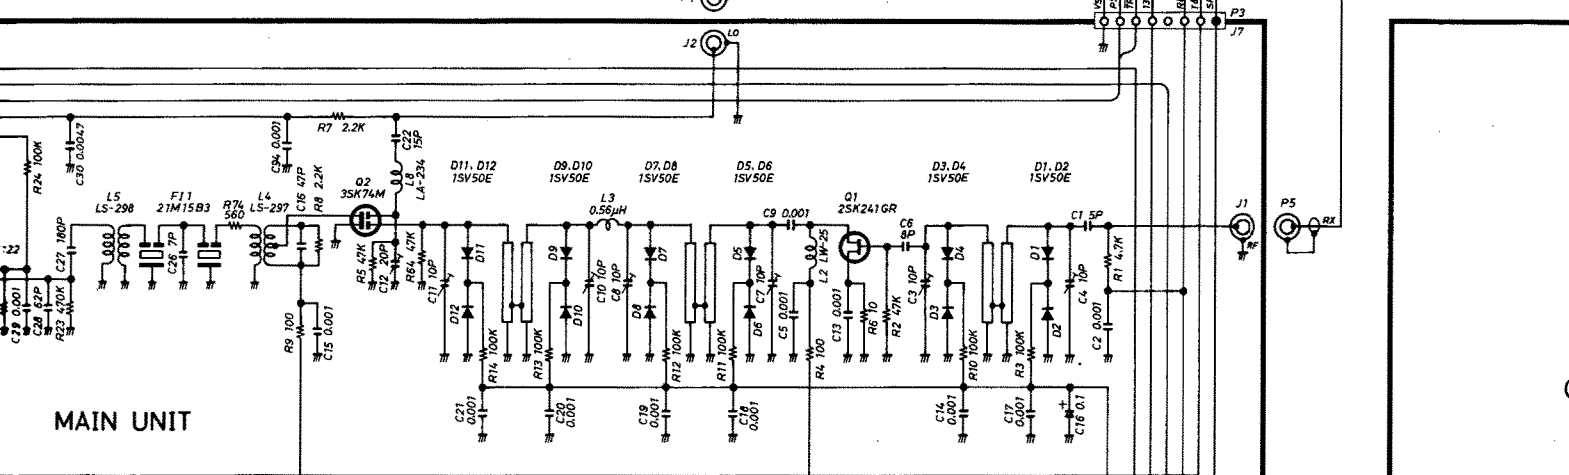 P3
J7
J2
LO
R7 2.2K
C22
15P
L8
LA-234
C94 0.001
C30 0.0047
R24 100K
C16 47P
R8 2.2K
Q2
3SK74M
D11, D12
1SV50E
D9, D10
1SV50E
D7, D8
1SV50E
D5, D6
1SV50E
D3, D4
1SV50E
D1, D2
1SV50E
L5
LS-298
FI1
21M15B3
R74
560
L4
LS-297
L3
0.56μH
C9 0.001
Q1
2SK241GR
C6
8P
C1 5P
J1
RF
P5
RX
C27 180P
C26 7P
R5 47K
C12 20P
R64 47K
C11 10P
D11
D12
D9
D10
C10 10P
C8 10P
D7
D8
D5
D6
C7 10P
L2 LW-25
C5 0.001
C13 0.001
R6 10
R2 47K
C3 10P
D4
D3
D1
D2
C4 10P
R1 4.7K
C2 0.001
:22
C29 0.001
C28 62P
R23 470K
R9 100
C15 0.001
R14 100K
R13 100K
R12 100K
R11 100K
R4 100
R10 100K
R3 100K
C21
0.001
C20
0.001
C19
0.001
C18
0.001
C14
0.001
C17
0.001
+
C16 0.1
MAIN UNIT